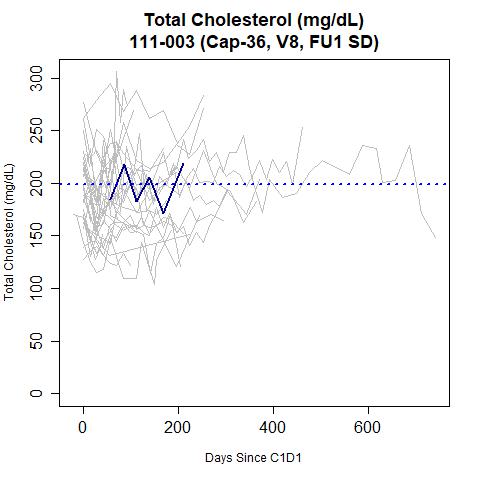 Total Cholesterol (mg/dL)
111-003 (Cap-36, V8, FU1 SD)
Total Cholesterol (mg/dL)
300
250
200
150
100
50
0
0 200 400 600
Days Since C1D1